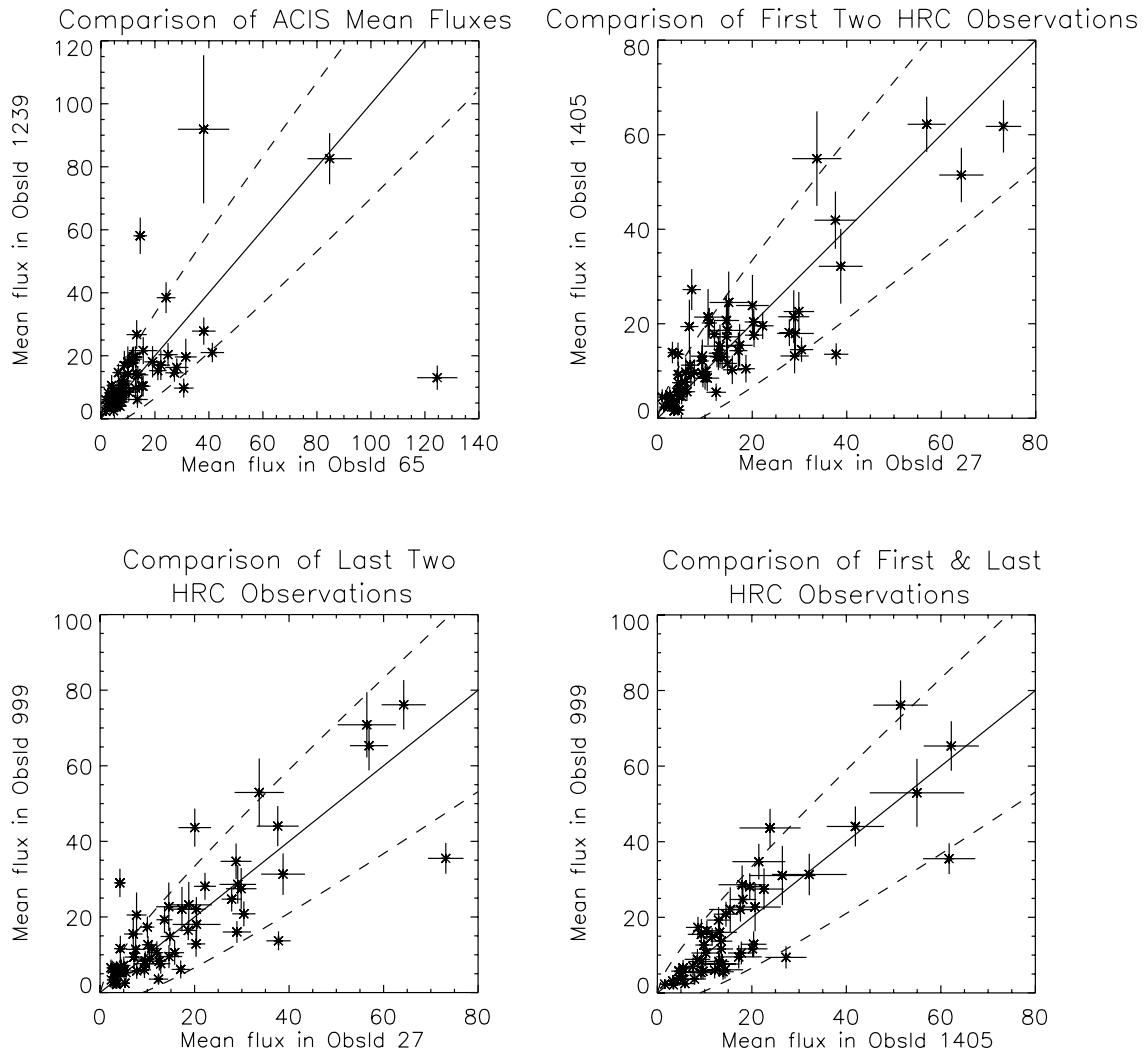 Comparison of ACIS Mean Fluxes
Mean flux in ObsId 1239
120
100
80
60
40
20
0
0 20 40 60 80 100 120 140
Mean flux in ObsId 65
Comparison of First Two HRC Observations
Mean flux in ObsId 1405
80
60
40
20
0
0 20 40 60 80
Mean flux in ObsId 27
Comparison of Last Two
HRC Observations
Mean flux in ObsId 999
100
80
60
40
20
0
0 20 40 60 80
Mean flux in ObsId 27
Comparison of First & Last
HRC Observations
Mean flux in ObsId 999
100
80
60
40
20
0
0 20 40 60 80
Mean flux in ObsId 1405